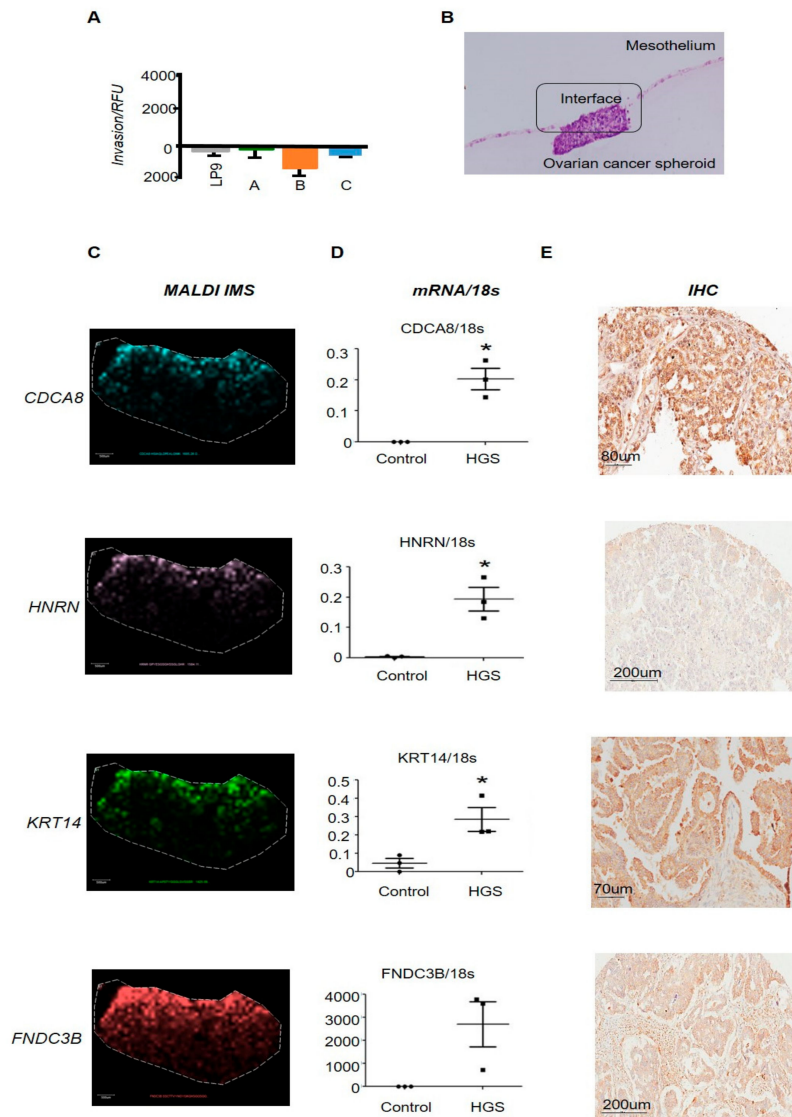 A
B
Invasion/RFU
4000
2000
0
2000
LP9
A
B
C
Mesothelium
Interface
Ovarian cancer spheroid
C
D
E
MALDI IMS
mRNA/18s
IHC
CDCA8
CDCA8/18s
0.3
0.2
0.1
0
*
Control
HGS
80um
HNRN
HNRN/18s
0.3
0.2
0.1
0
*
Control
HGS
200um
KRT14
KRT14/18s
0.5
0.4
0.3
0.2
0.1
0
*
Control
HGS
70um
FNDC3B
FNDC3B/18s
4000
3000
2000
1000
0
Control
HGS
200um